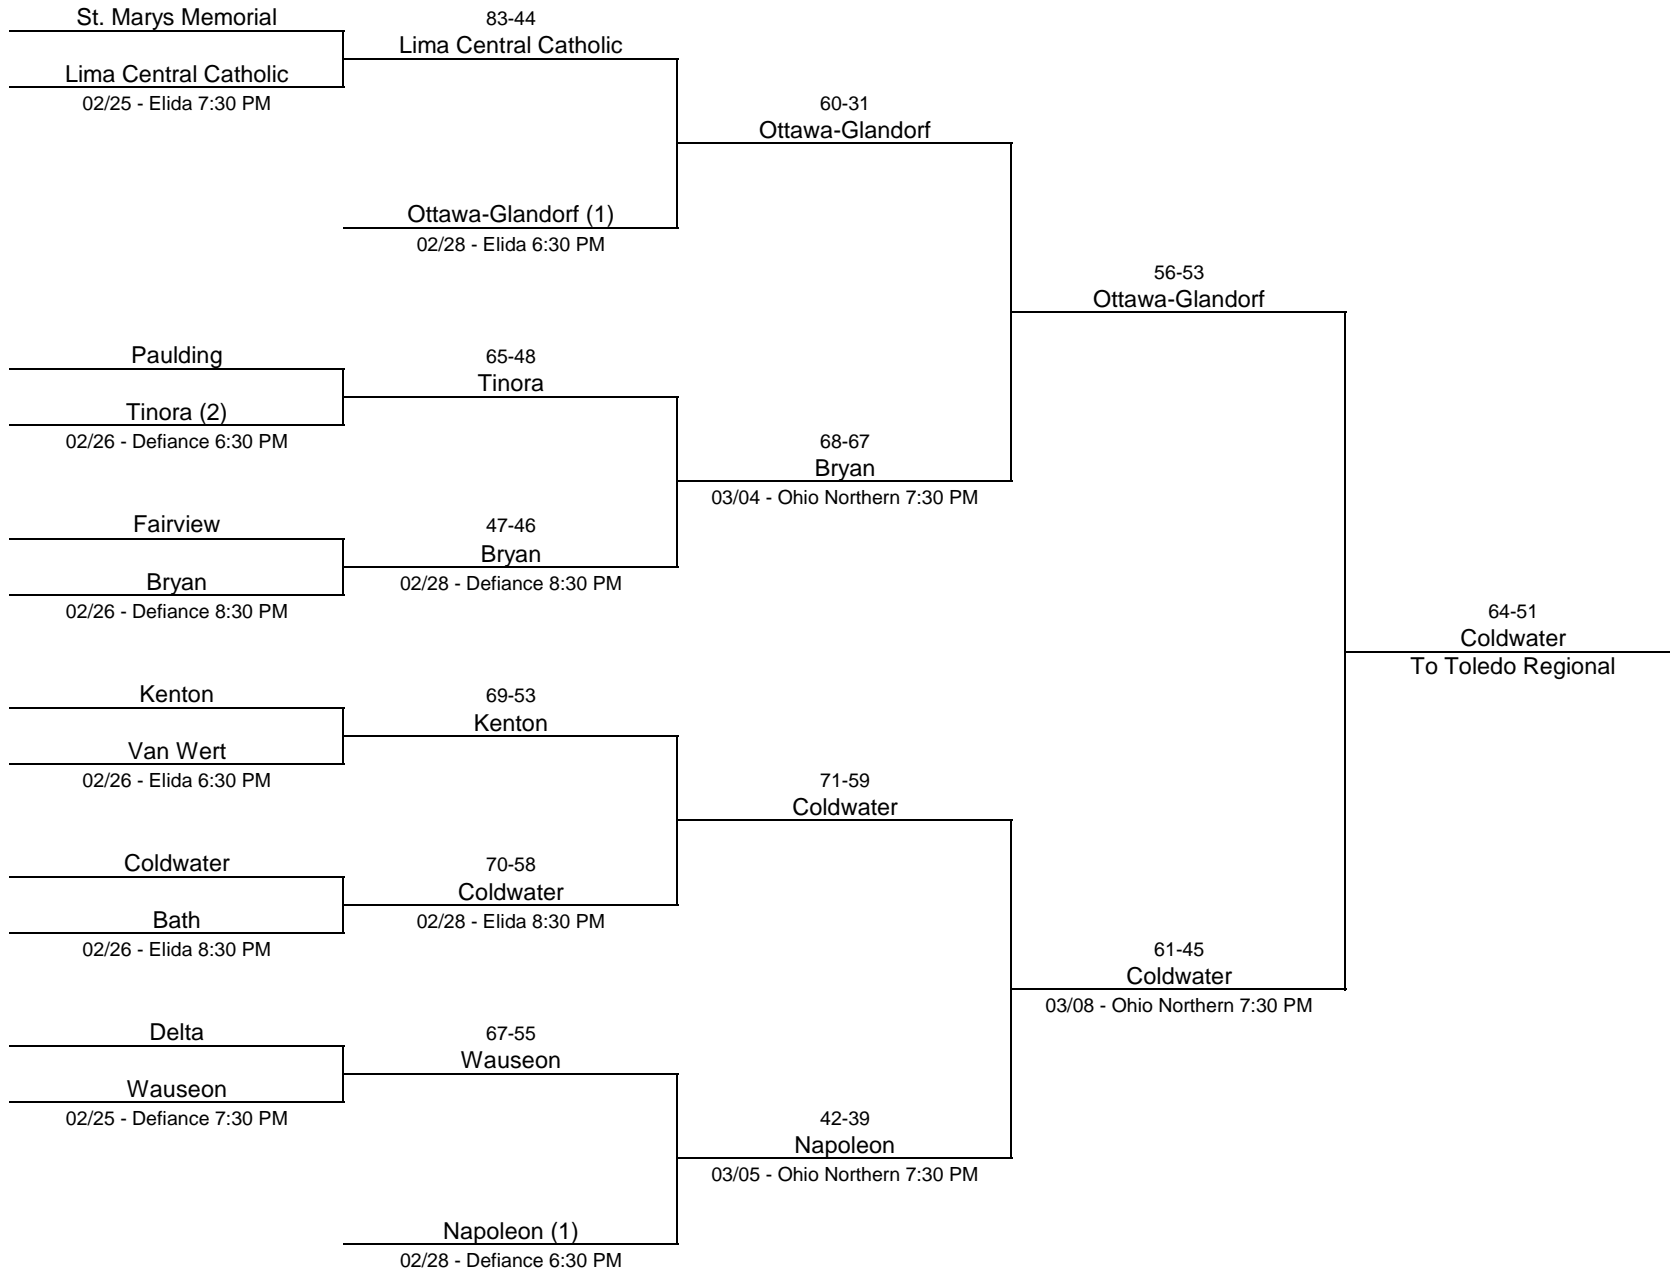 St. Marys Memorial
Lima Central Catholic
02/25 - Elida 7:30 PM
83-44
Lima Central Catholic
Ottawa-Glandorf (1)
02/28 - Elida 6:30 PM
60-31
Ottawa-Glandorf
Paulding
Tinora (2)
02/26 - Defiance 6:30 PM
65-48
Tinora
Fairview
Bryan
02/26 - Defiance 8:30 PM
47-46
Bryan
02/28 - Defiance 8:30 PM
68-67
Bryan
03/04 - Ohio Northern 7:30 PM
56-53
Ottawa-Glandorf
Kenton
Van Wert
02/26 - Elida 6:30 PM
69-53
Kenton
Coldwater
Bath
02/26 - Elida 8:30 PM
70-58
Coldwater
02/28 - Elida 8:30 PM
71-59
Coldwater
Delta
Wauseon
02/25 - Defiance 7:30 PM
67-55
Wauseon
Napoleon (1)
02/28 - Defiance 6:30 PM
42-39
Napoleon
03/05 - Ohio Northern 7:30 PM
61-45
Coldwater
03/08 - Ohio Northern 7:30 PM
64-51
Coldwater
To Toledo Regional